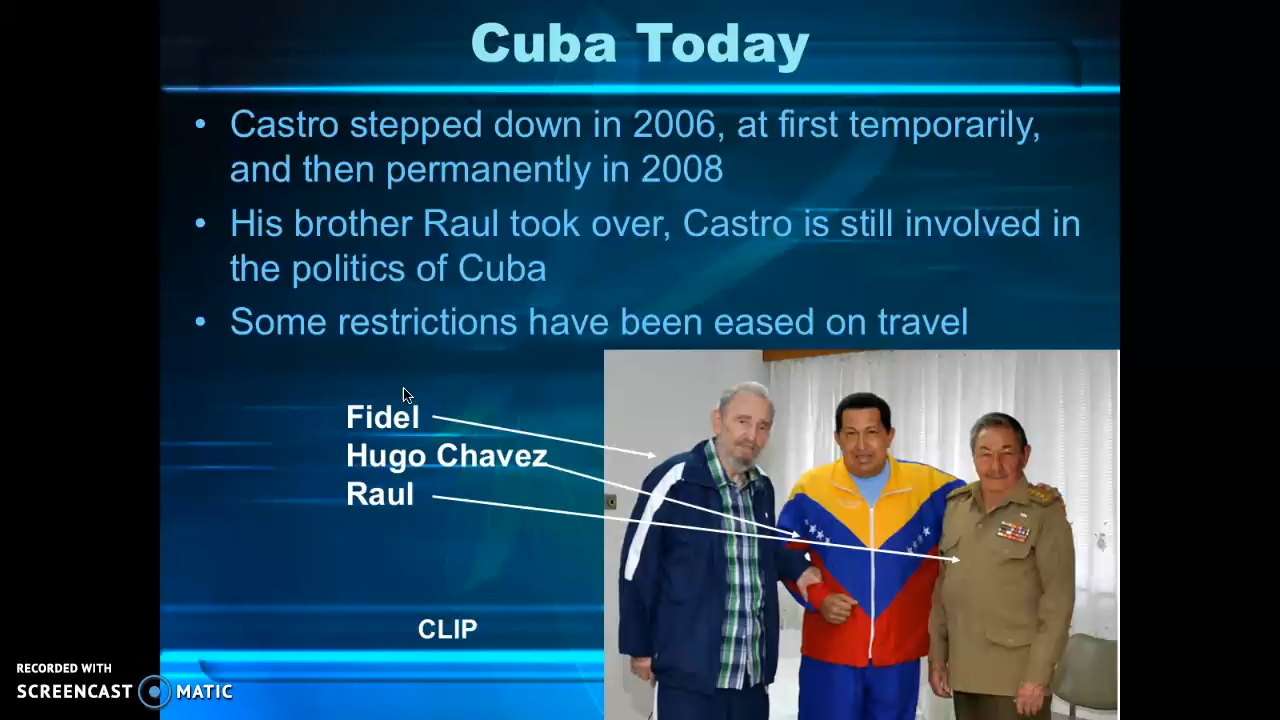 Cuba Today
• Castro stepped down in 2006, at first temporarily,
and then permanently in 2008
• His brother Raul took over, Castro is still involved in
the politics of Cuba
• Some restrictions have been eased on travel
Fidel
Hugo Chavez
Raul
CLIP
RECORDED WITH
SCREENCAST MATIC